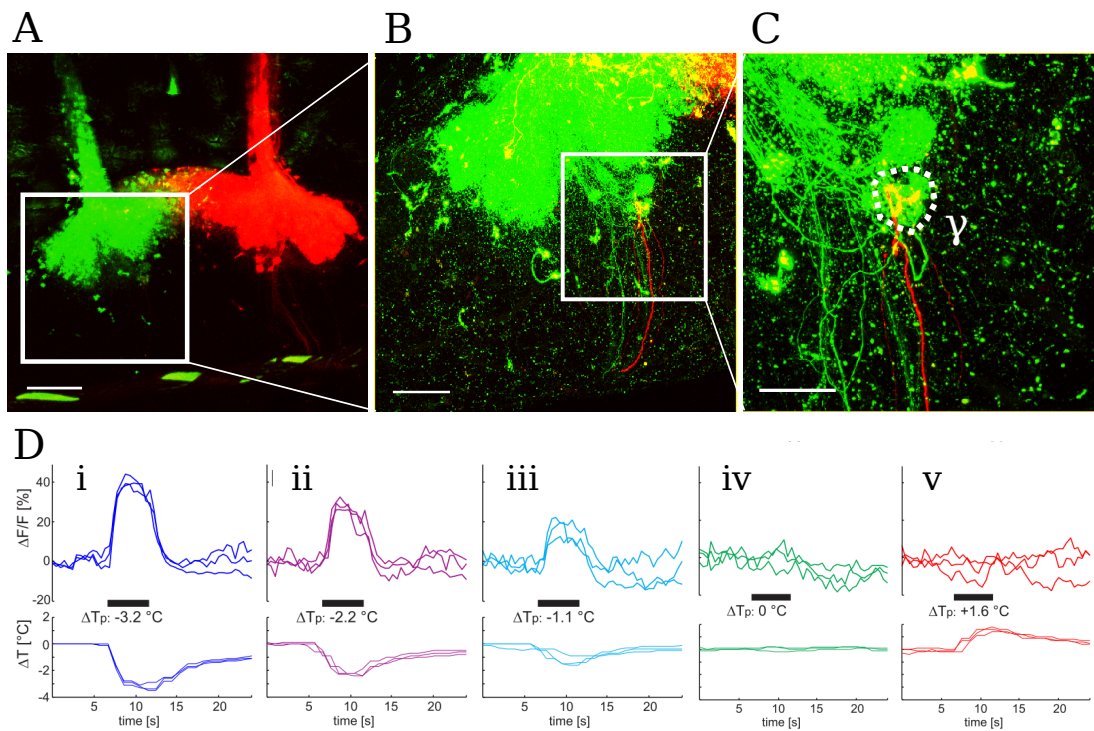 A B C
γ
D
i ii iii iv v
ΔF/F [%]
40
20
0
-20
ΔTp: -3.2 °C ΔTp: -2.2 °C ΔTp: -1.1 °C ΔTp: 0 °C ΔTp: +1.6 °C
ΔT [°C]
2
0
-2
-4
5 10 15 20 5 10 15 20 5 10 15 20 5 10 15 20 5 10 15 20
time [s] time [s] time [s] time [s] time [s]